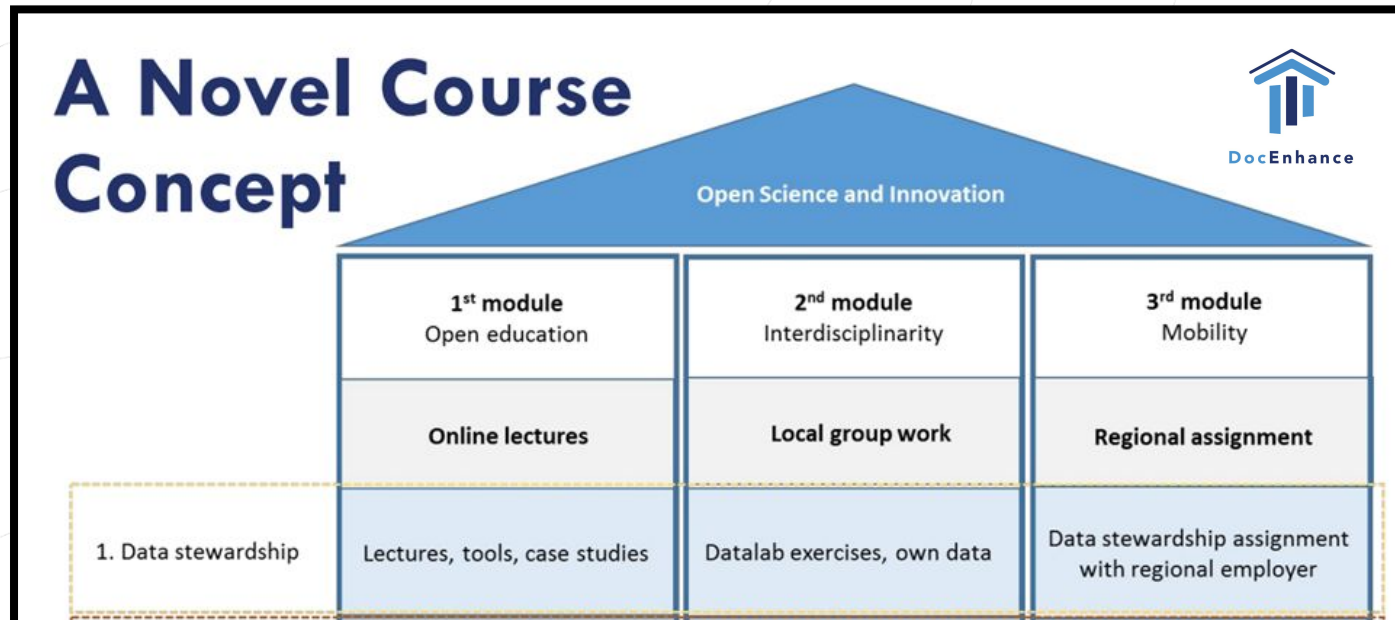 A Novel Course
Concept
DocEnhance
Open Science and Innovation
1st module
Open education
2nd module
Interdisciplinarity
3rd module
Mobility
Online lectures
Local group work
Regional assignment
1. Data stewardship
Lectures, tools, case studies
Datalab exercises, own data
Data stewardship assignment
with regional employer